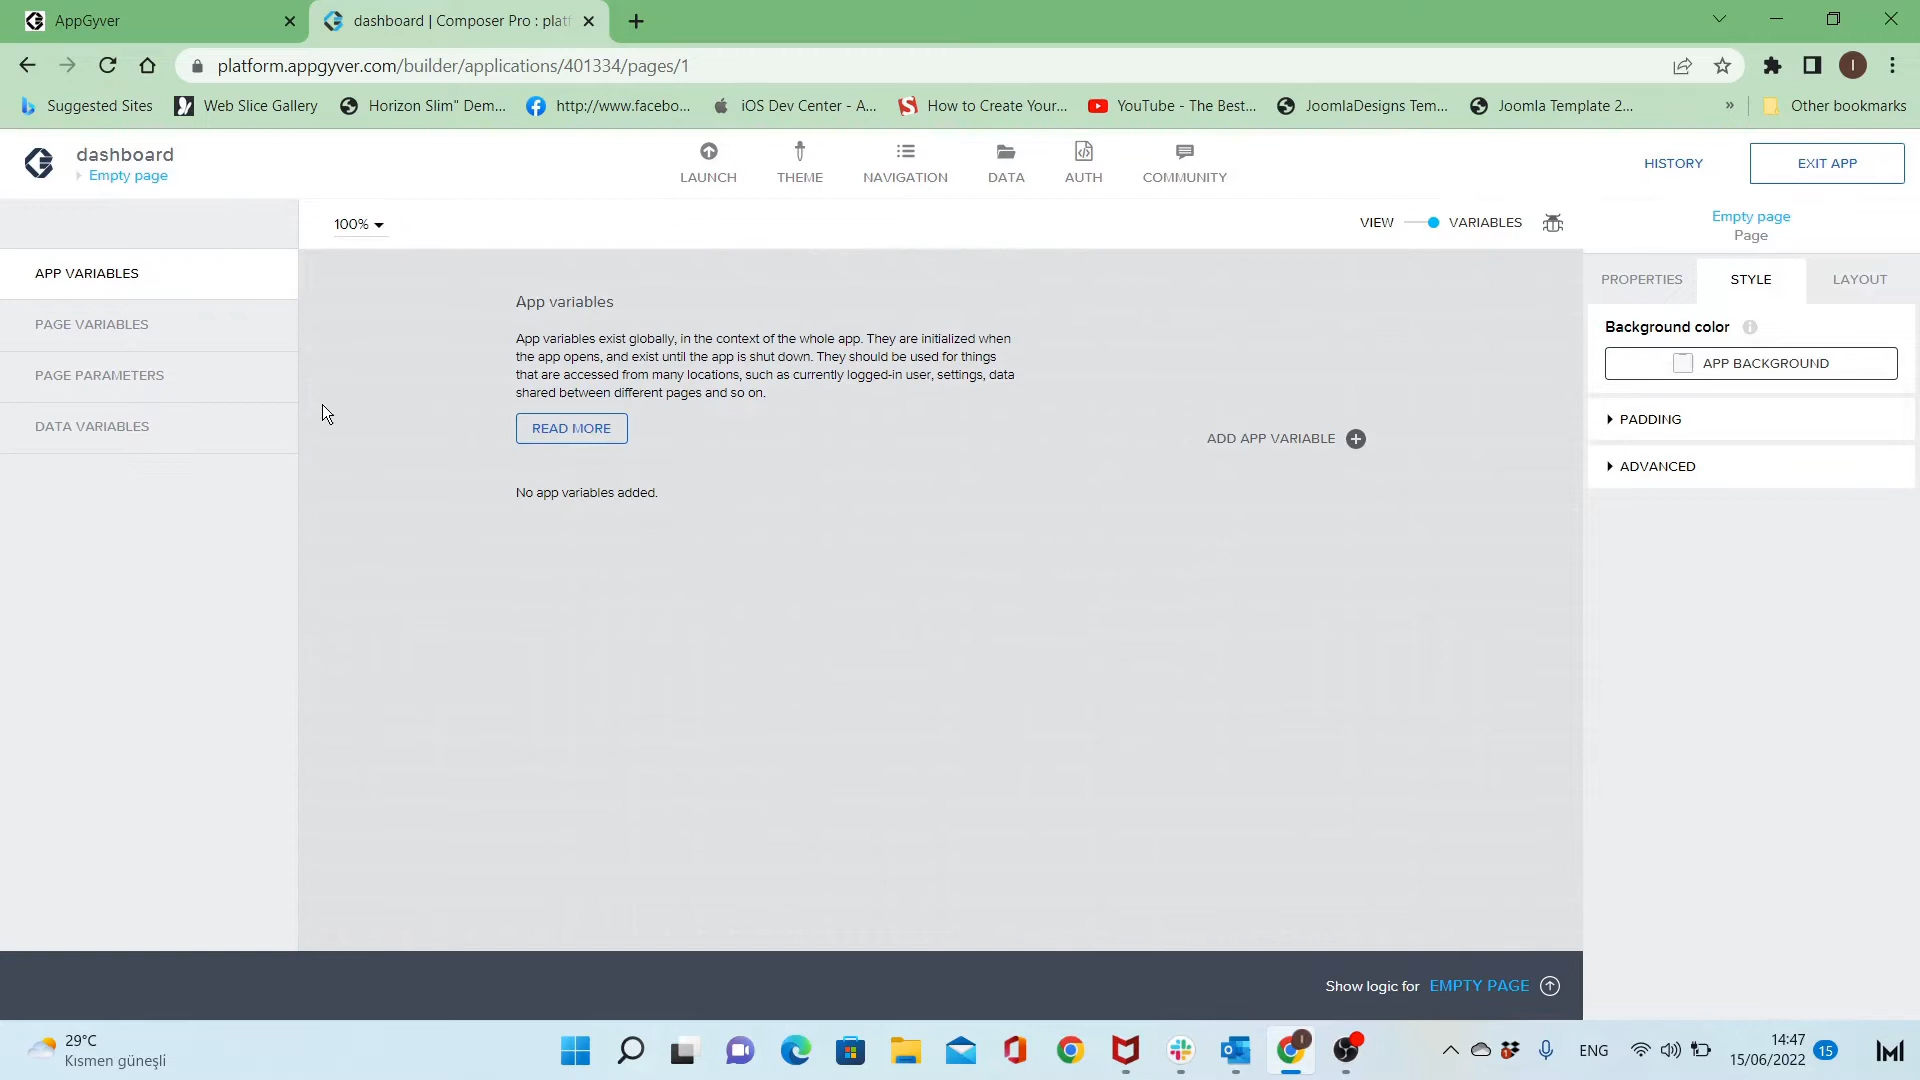 AppGyver
dashboard | Composer Pro : platf
platform.appgyver.com/builder/applications/401334/pages/1
I
Suggested Sites
Web Slice Gallery
Horizon Slim" Dem...
http://www.facebo...
iOS Dev Center - A...
How to Create Your...
YouTube - The Best...
JoomlaDesigns Tem...
Joomla Template 2...
»
Other bookmarks
dashboard
Empty page
LAUNCH
THEME
NAVIGATION
DATA
AUTH
COMMUNITY
HISTORY
EXIT APP
100%
VIEW
VARIABLES
Empty page
Page
APP VARIABLES
PAGE VARIABLES
PAGE PARAMETERS
DATA VARIABLES
App variables
App variables exist globally, in the context of the whole app. They are initialized when
the app opens, and exist until the app is shut down. They should be used for things
that are accessed from many locations, such as currently logged-in user, settings, data
shared between different pages and so on.
READ MORE
ADD APP VARIABLE
No app variables added.
PROPERTIES
STYLE
LAYOUT
Background color
APP BACKGROUND
PADDING
ADVANCED
Show logic for EMPTY PAGE
29°C
Kısmen güneşli
ENG
14:47
15/06/2022
15